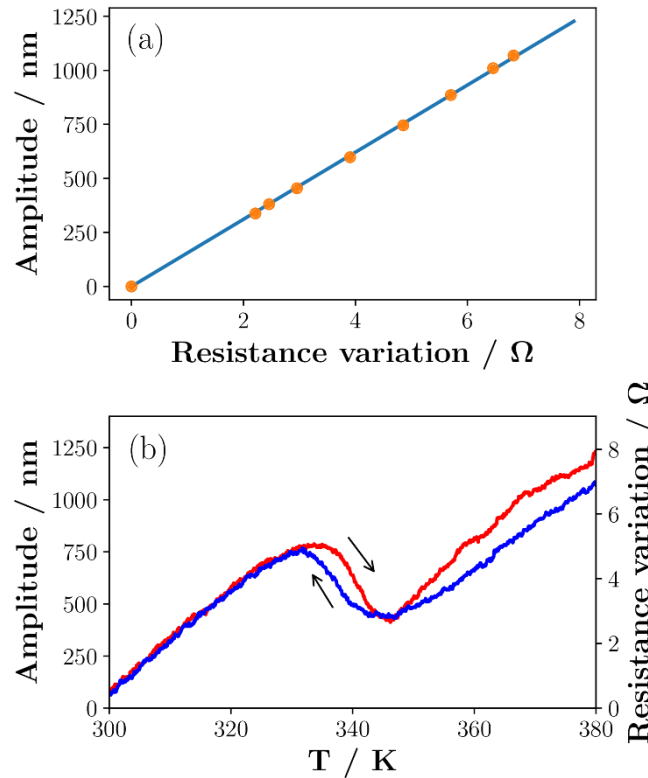 (a)
1250
1000
750
500
250
0
Amplitude / nm
0 2 4 6 8
Resistance variation / Ω
(b)
1250
1000
750
500
250
0
Amplitude / nm
8
6
4
2
0
Resistance variation / Ω
300 320 340 360 380
T / K